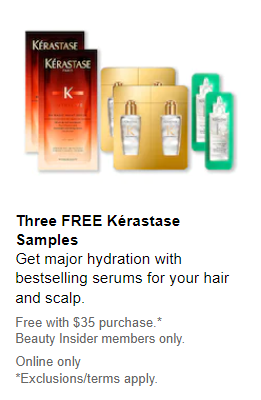 KÉRASTASE
KÉRASTASE
PARIS
K
Three FREE Kérastase
Samples
Get major hydration with
bestselling serums for your hair
and scalp.
Free with $35 purchase.*
Beauty Insider members only.
Online only
*Exclusions/terms apply.